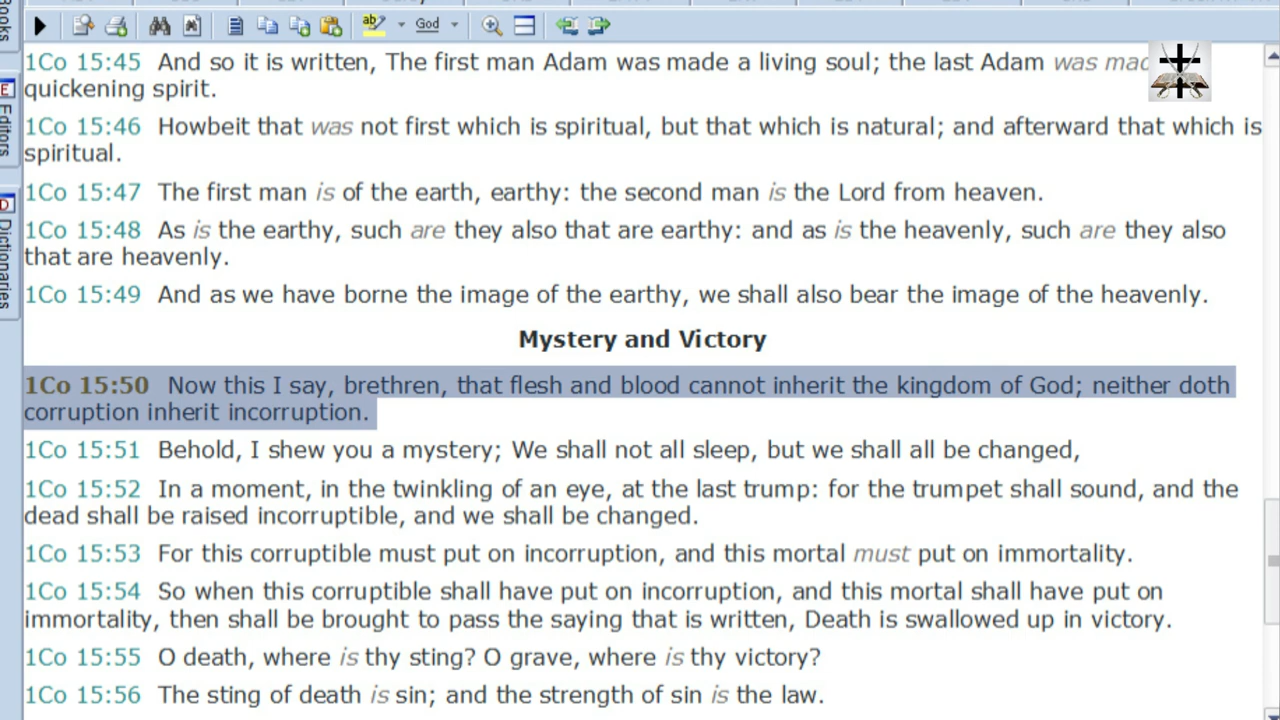 ooks
Editors
Dictionaries
ab
God
1Co 15:45 And so it is written, The first man Adam was made a living soul; the last Adam was mad
quickening spirit.
1Co 15:46 Howbeit that was not first which is spiritual, but that which is natural; and afterward that which is
spiritual.
1Co 15:47 The first man is of the earth, earthy: the second man is the Lord from heaven.
1Co 15:48 As is the earthy, such are they also that are earthy: and as is the heavenly, such are they also
that are heavenly.
1Co 15:49 And as we have borne the image of the earthy, we shall also bear the image of the heavenly.
Mystery and Victory
1Co 15:50 Now this I say, brethren, that flesh and blood cannot inherit the kingdom of God; neither doth
corruption inherit incorruption.
1Co 15:51 Behold, I shew you a mystery; We shall not all sleep, but we shall all be changed,
1Co 15:52 In a moment, in the twinkling of an eye, at the last trump: for the trumpet shall sound, and the
dead shall be raised incorruptible, and we shall be changed.
1Co 15:53 For this corruptible must put on incorruption, and this mortal must put on immortality.
1Co 15:54 So when this corruptible shall have put on incorruption, and this mortal shall have put on
immortality, then shall be brought to pass the saying that is written, Death is swallowed up in victory.
1Co 15:55 O death, where is thy sting? O grave, where is thy victory?
1Co 15:56 The sting of death is sin; and the strength of sin is the law.